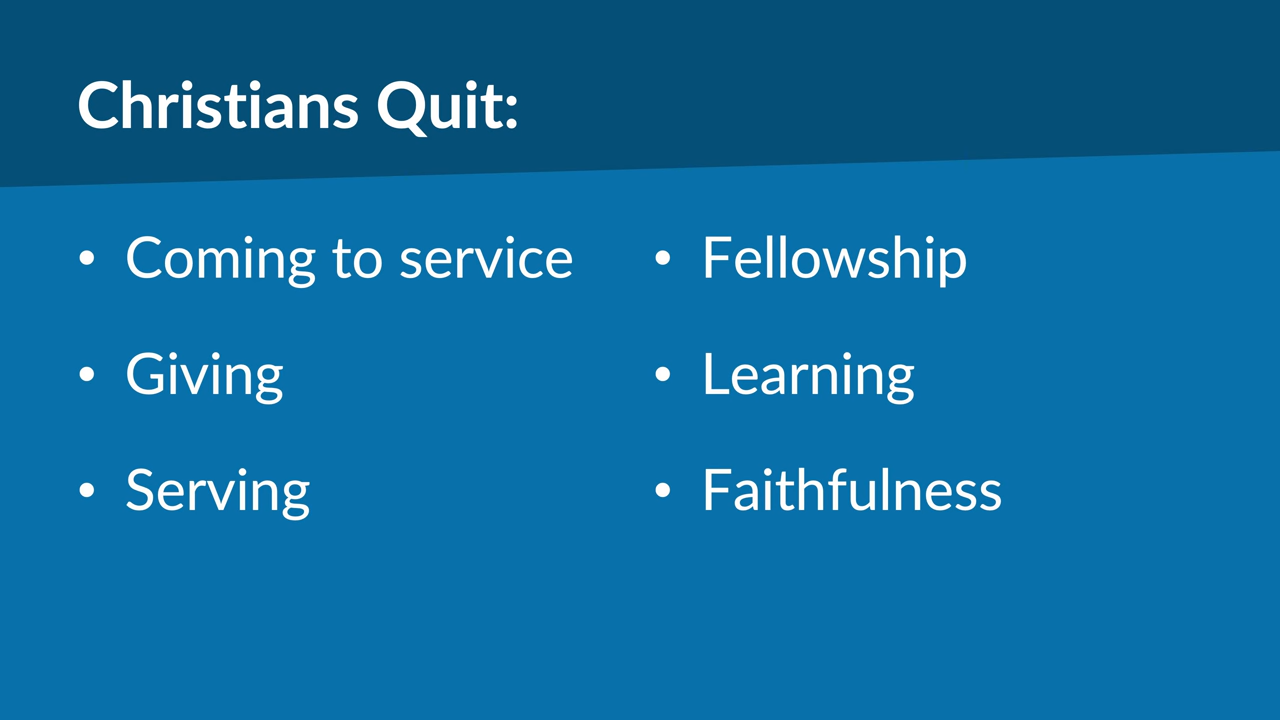 Christians Quit:
• Coming to service
• Giving
• Serving
• Fellowship
• Learning
• Faithfulness